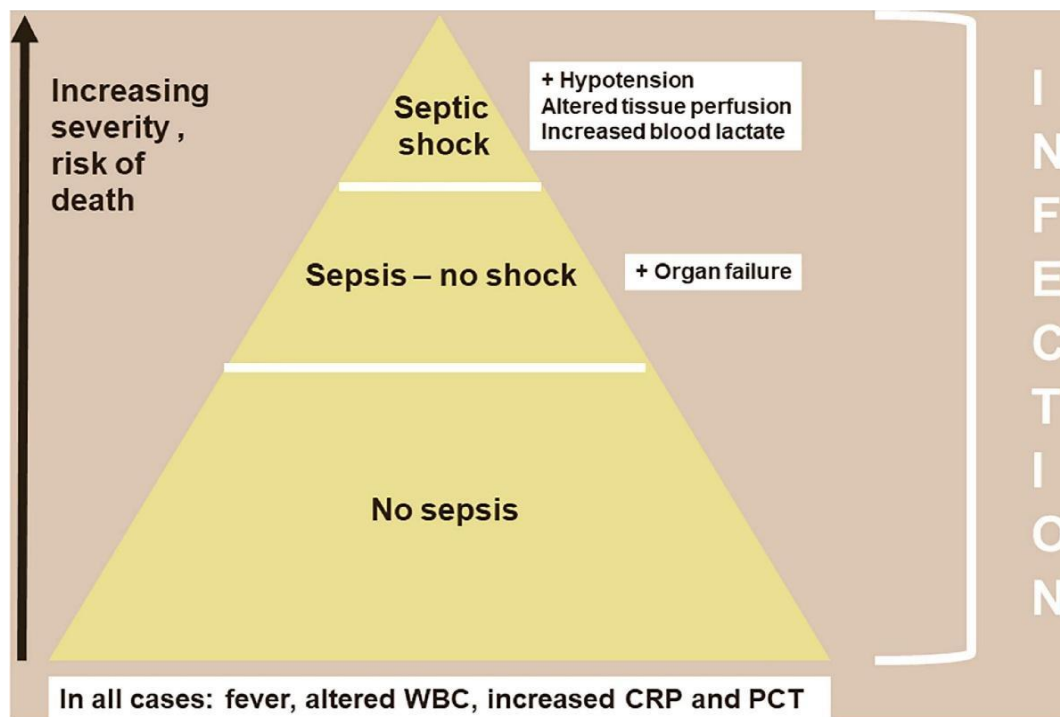 Increasing
severity ,
risk of
death
Septic
shock
+ Hypotension
Altered tissue perfusion
Increased blood lactate
Sepsis – no shock
+ Organ failure
No sepsis
INFECTION
In all cases: fever, altered WBC, increased CRP and PCT